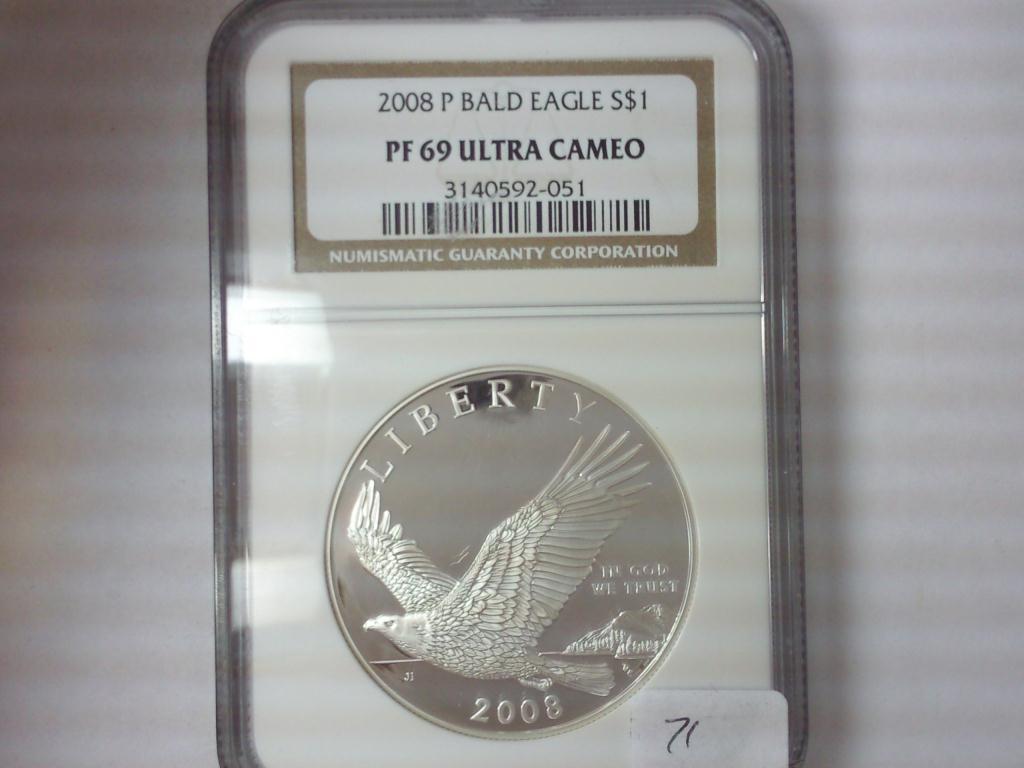 2008 P BALD EAGLE S$1
PF 69 ULTRA CAMEO
3140592-051
NUMISMATIC GUARANTY CORPORATION
LIBERTY
IN GOD
WE TRUST
JI
2008
71